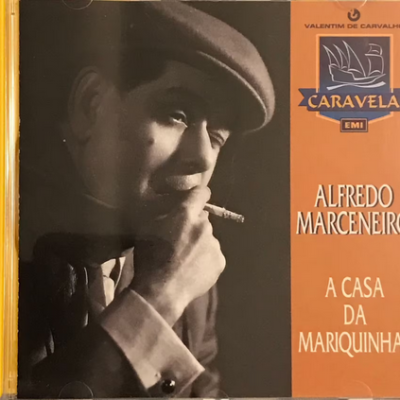 VALENTIM DE CARVALHO
CARAVELA
EMI
ALFREDO
MARCENEIRO
A CASA
DA
MARIQUINHA